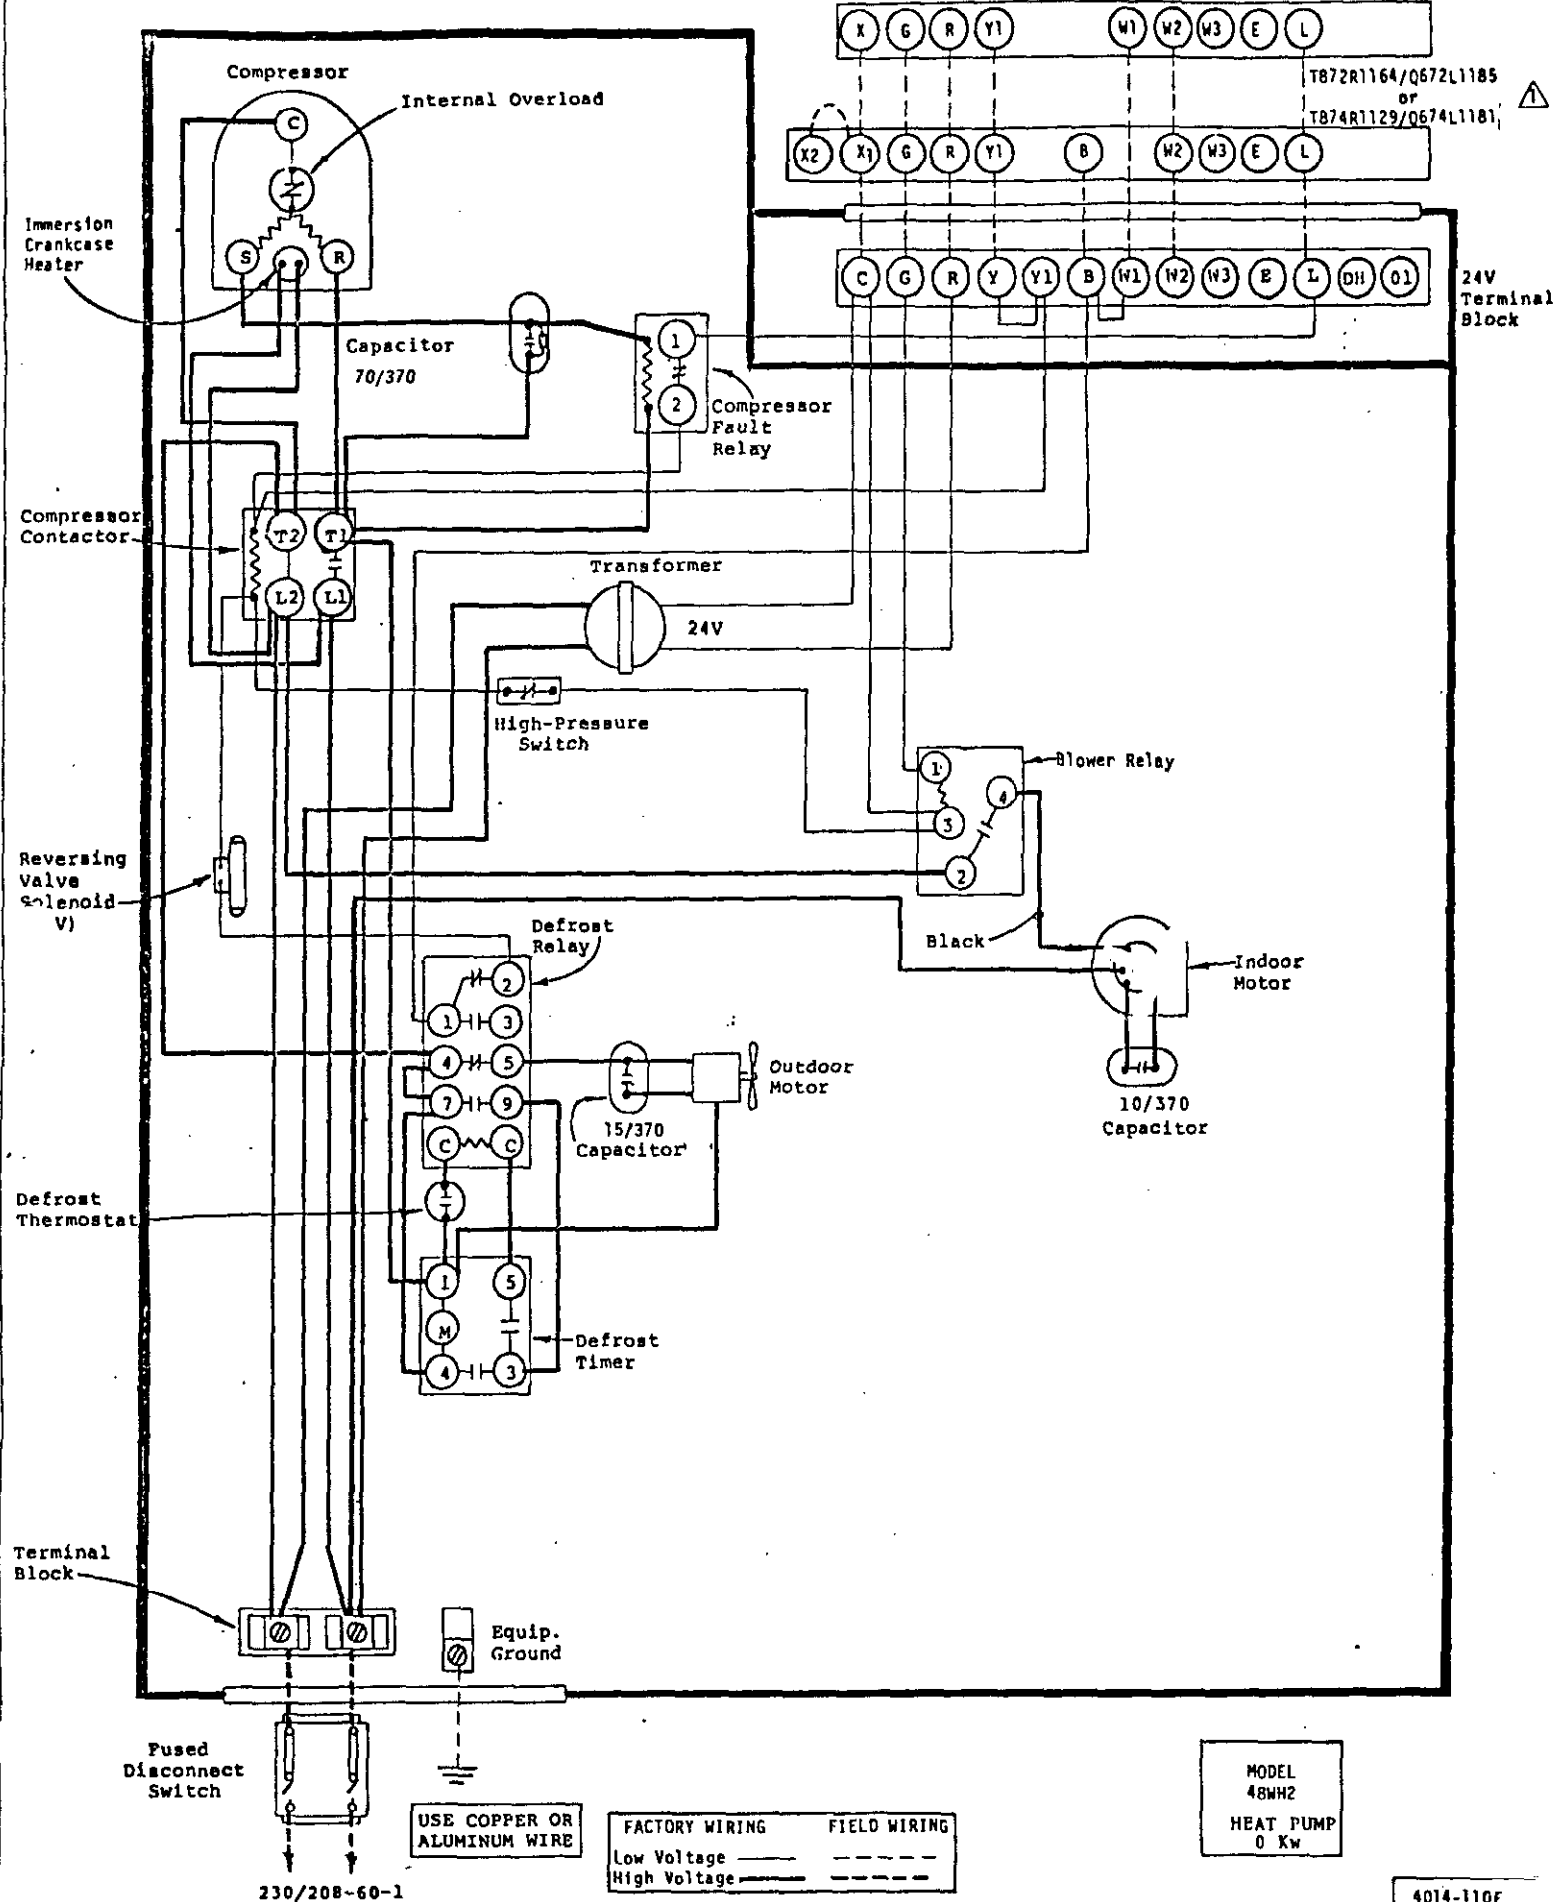 X G R Y1 W1 W2 W3 E L
T872R1164/Q672L1185
or
T874R1129/Q674L1181
1
X2 X1 G R Y1 B W2 W3 E L
C G R Y Y1 B W1 W2 W3 E L DH O1
24V
Terminal
Block
Compressor
Internal Overload
C
S R
Immersion
Crankcase
Heater
Capacitor
70/370
1
2
Compressor
Fault
Relay
Compressor
Contactor
T2 T1
L2 L1
Transformer
24V
High-Pressure
Switch
Blower Relay
1
4
3
2
Reversing
Valve
Solenoid
V)
Defrost
Relay
2
1 3
4 5
7 9
C C
Black
Indoor
Motor
10/370
Capacitor
Outdoor
Motor
15/370
Capacitor
Defrost
Thermostat
1 5
M
4 3
Defrost
Timer
Terminal
Block
Equip.
Ground
Fused
Disconnect
Switch
230/208-60-1
USE COPPER OR
ALUMINUM WIRE
FACTORY WIRING FIELD WIRING
Low Voltage
High Voltage
MODEL
48WH2
HEAT PUMP
0 Kw
4014-110F